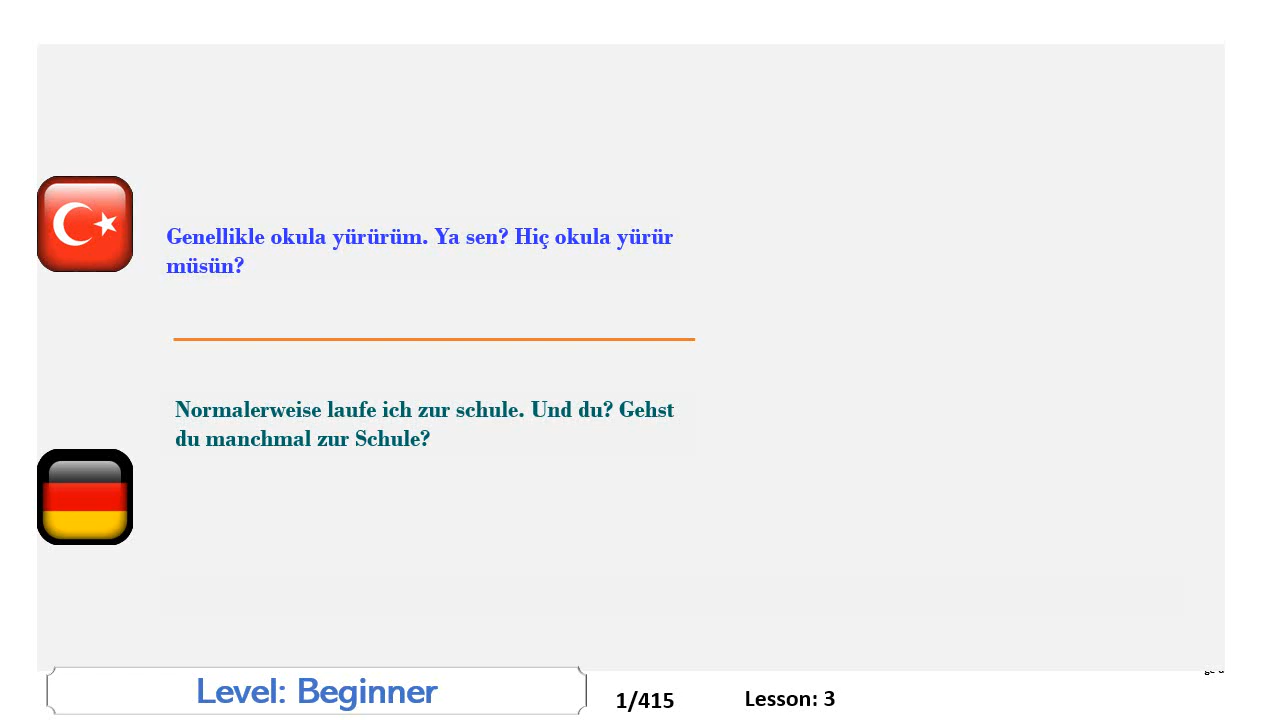 Genellikle okula yürürüm. Ya sen? Hiç okula yürür
müsün?
Normalerweise laufe ich zur schule. Und du? Gehst
du manchmal zur Schule?
Level: Beginner
1/415
Lesson: 3